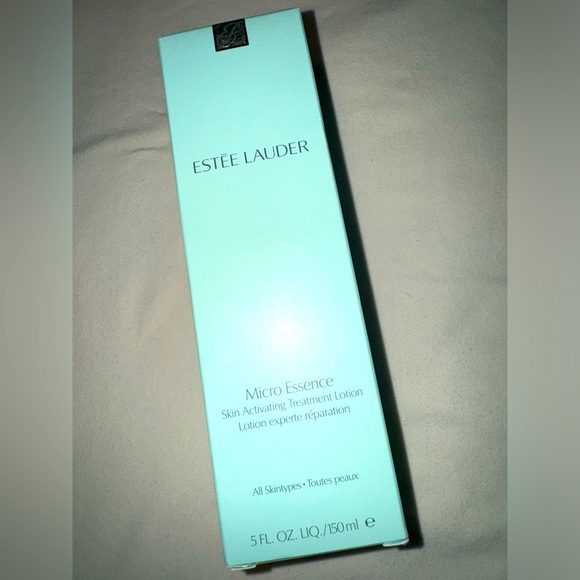 ESTĒE LAUDER
Micro Essence
Skin Activating Treatment Lotion
Lotion experte réparation
All Skintypes • Toutes peaux
5 FL. OZ. LIQ./150 ml ℮